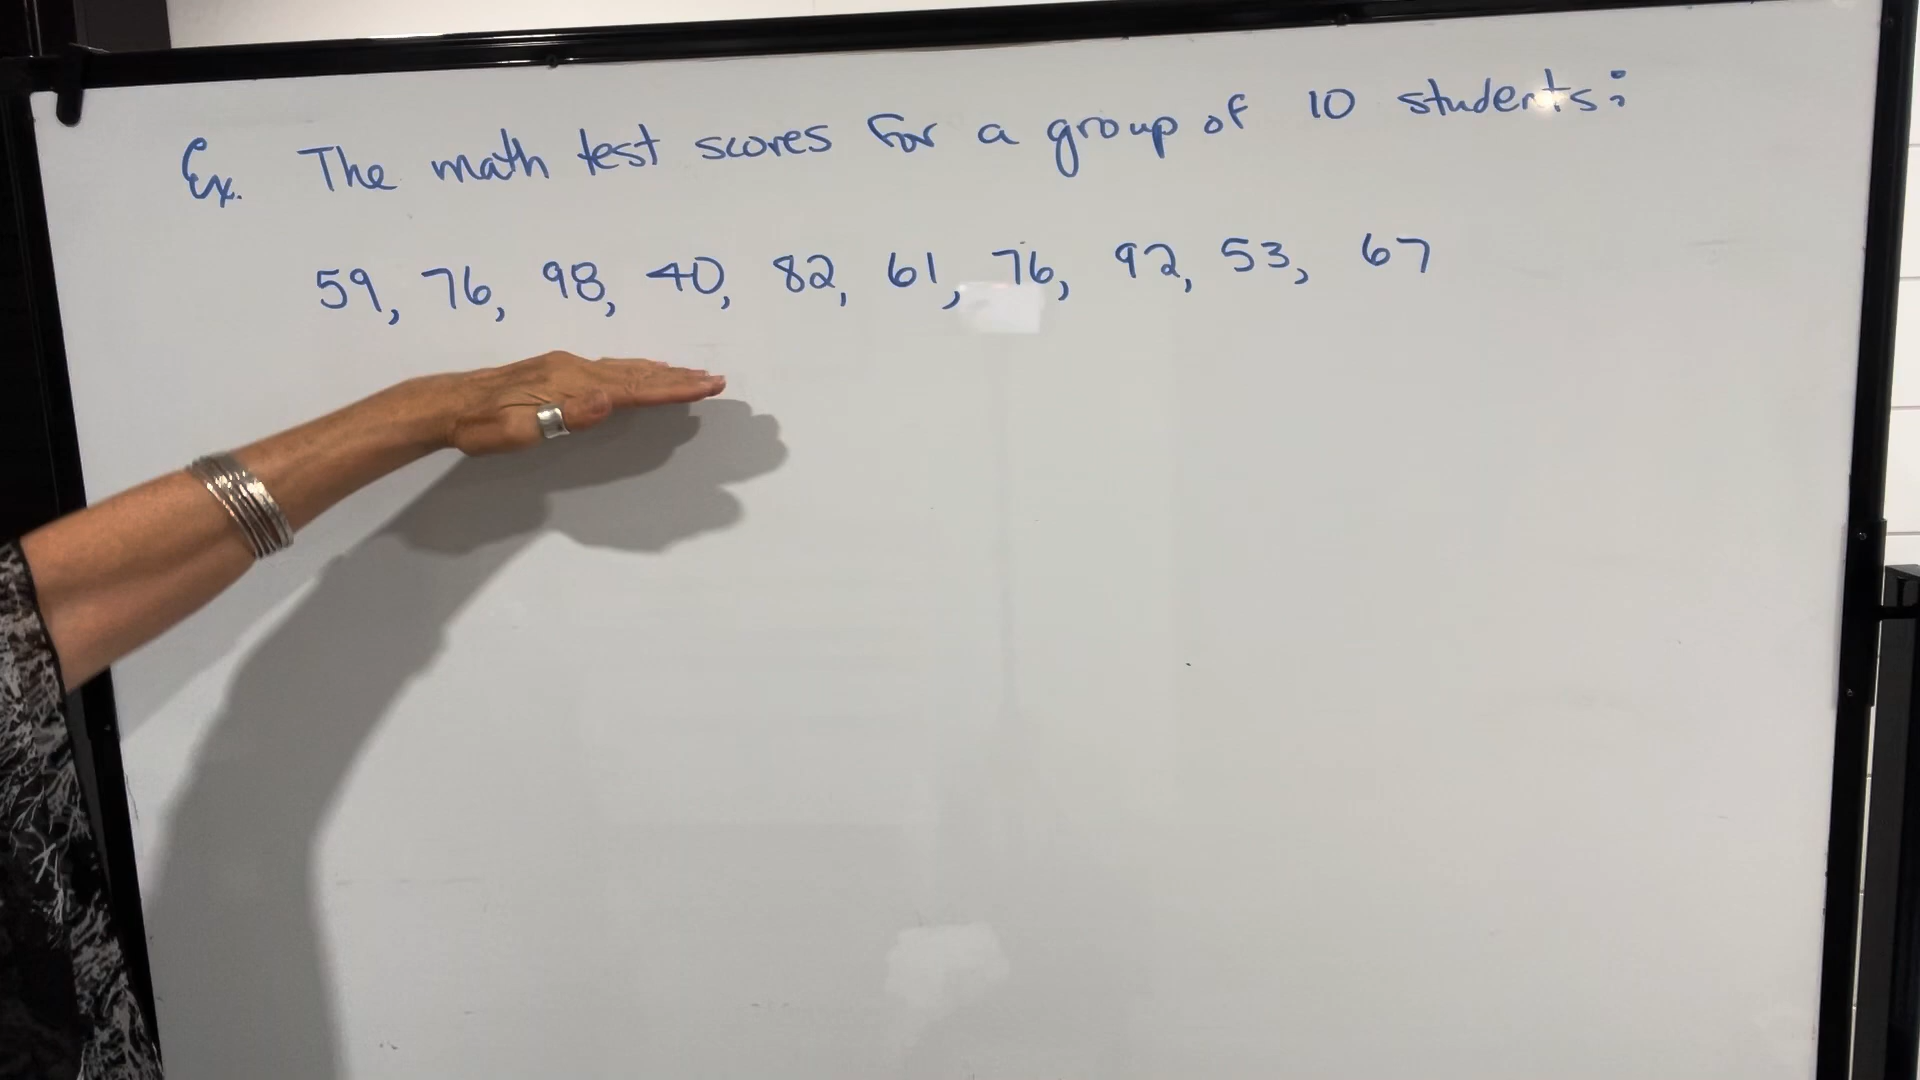 Ex. The math test scores for a group of 10 students:
59, 76, 98, 40, 82, 61, 76, 92, 53, 67